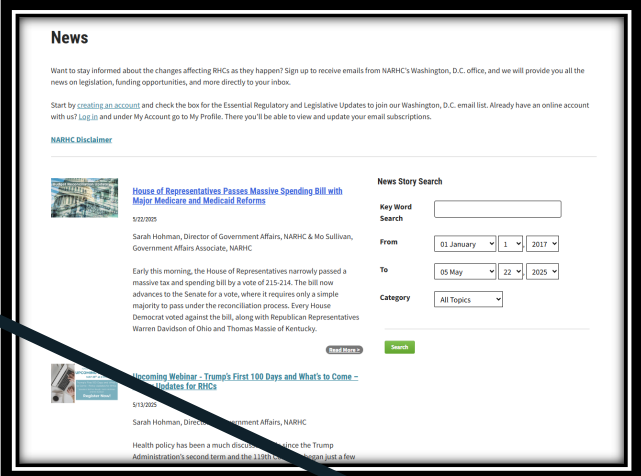 News
Want to stay informed about the changes affecting RHCs as they happen? Sign up to receive emails from NARHC's Washington, D.C. office, and we will provide you all the
news on legislation, funding opportunities, and more directly to your inbox.
Start by creating an account and check the box for the Essential Regulatory and Legislative Updates to join our Washington, D.C. email list. Already have an online account
with us? Log in and under My Account go to My Profile. There you'll be able to view and update your email subscriptions.
NARHC Disclaimer
House of Representatives Passes Massive Spending Bill with
Major Medicare and Medicaid Reforms
5/22/2025
Sarah Hohman, Director of Government Affairs, NARHC & Mo Sullivan,
Government Affairs Associate, NARHC
Early this morning, the House of Representatives narrowly passed a
massive tax and spending bill by a vote of 215-214. The bill now
advances to the Senate for a vote, where it requires only a simple
majority to pass under the reconciliation process. Every House
Democrat voted against the bill, along with Republican Representatives
Warren Davidson of Ohio and Thomas Massie of Kentucky.
Read More »
Upcoming Webinar - Trump's First 100 Days and What's to Come –
Updates for RHCs
5/13/2025
Sarah Hohman, Director Government Affairs, NARHC
Health policy has been a much since the Trump
Administration's second term and the 119th began just a few
Register Now!
News Story Search
Key Word
Search
From 01 January 1 , 2017
To 05 May 22 , 2025
Category All Topics
Search